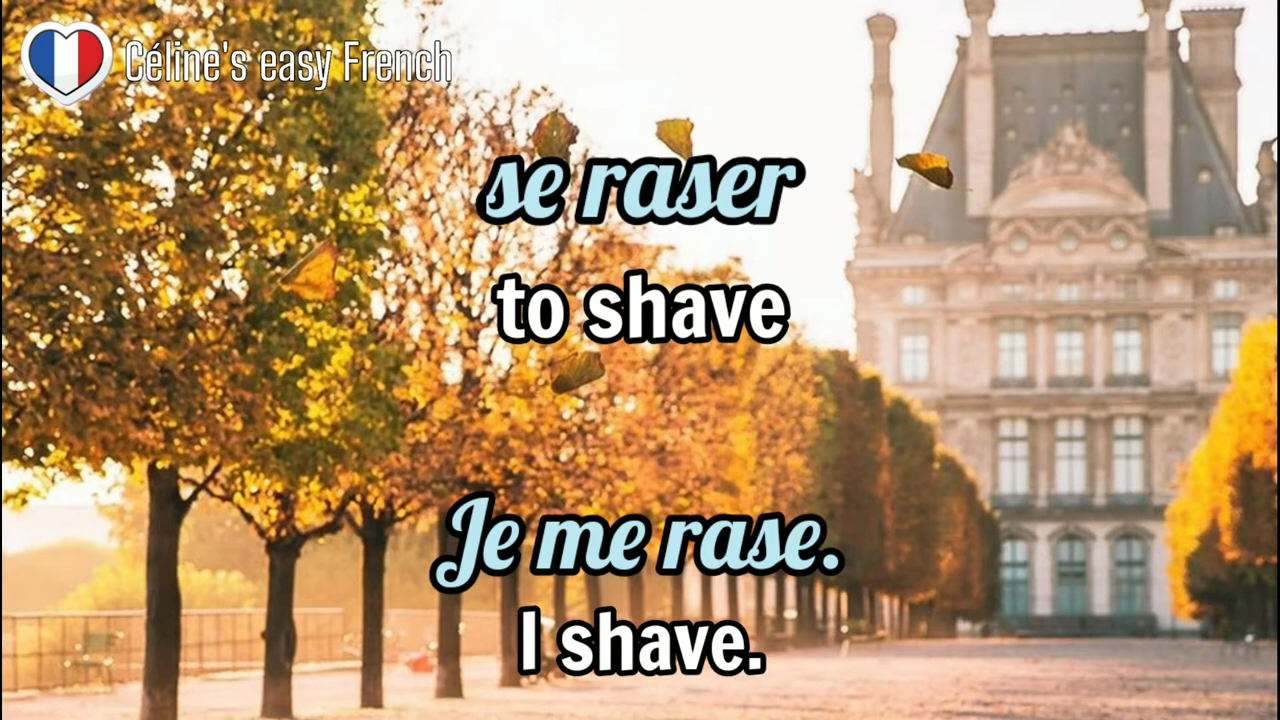 Céline's easy French
se raser
to shave
Je me rase.
I shave.